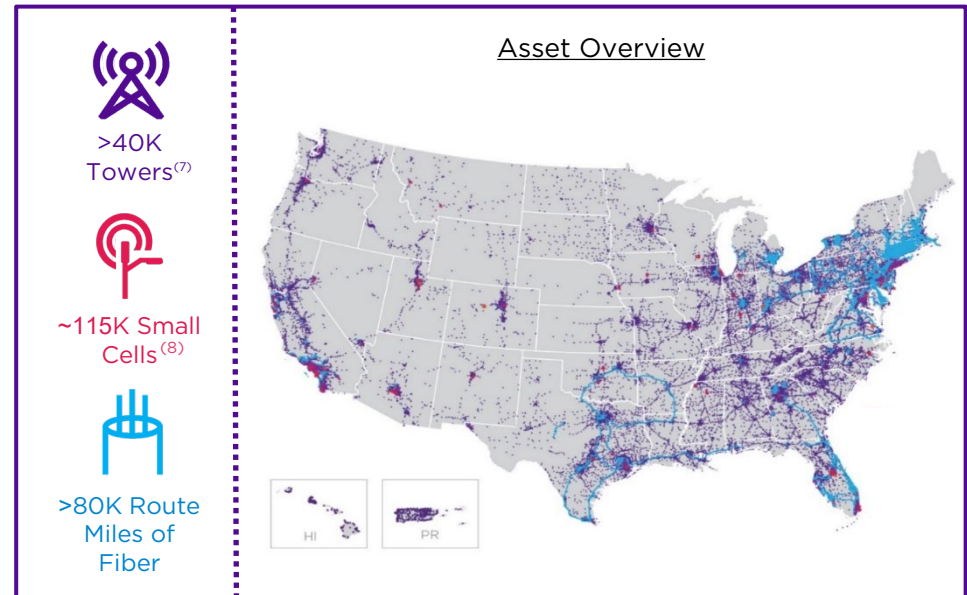 Asset Overview
>40K
Towers(7)
~115K Small
Cells(8)
>80K Route
Miles of
Fiber
HI
PR